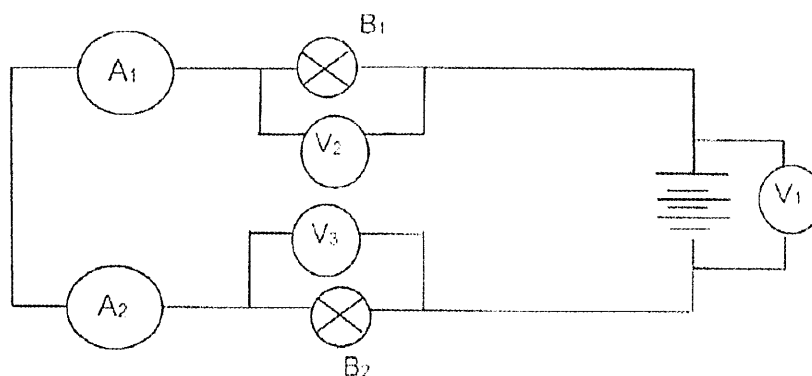 B₁
A₁
V₂
V₁
V₃
A₂
B₂